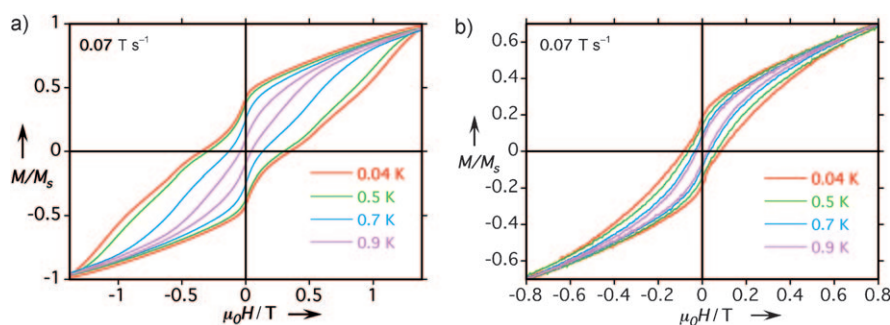 a)
0.07 T s⁻¹
1
0.5
0
-0.5
-1
M/Mₛ
0.04 K
0.5 K
0.7 K
0.9 K
-1 -0.5 0 0.5 1
μ₀H / T
b)
0.07 T s⁻¹
0.6
0.4
0.2
0
-0.2
-0.4
-0.6
M/Mₛ
0.04 K
0.5 K
0.7 K
0.9 K
-0.8 -0.6 -0.4 -0.2 0 0.2 0.4 0.6 0.8
μ₀H / T